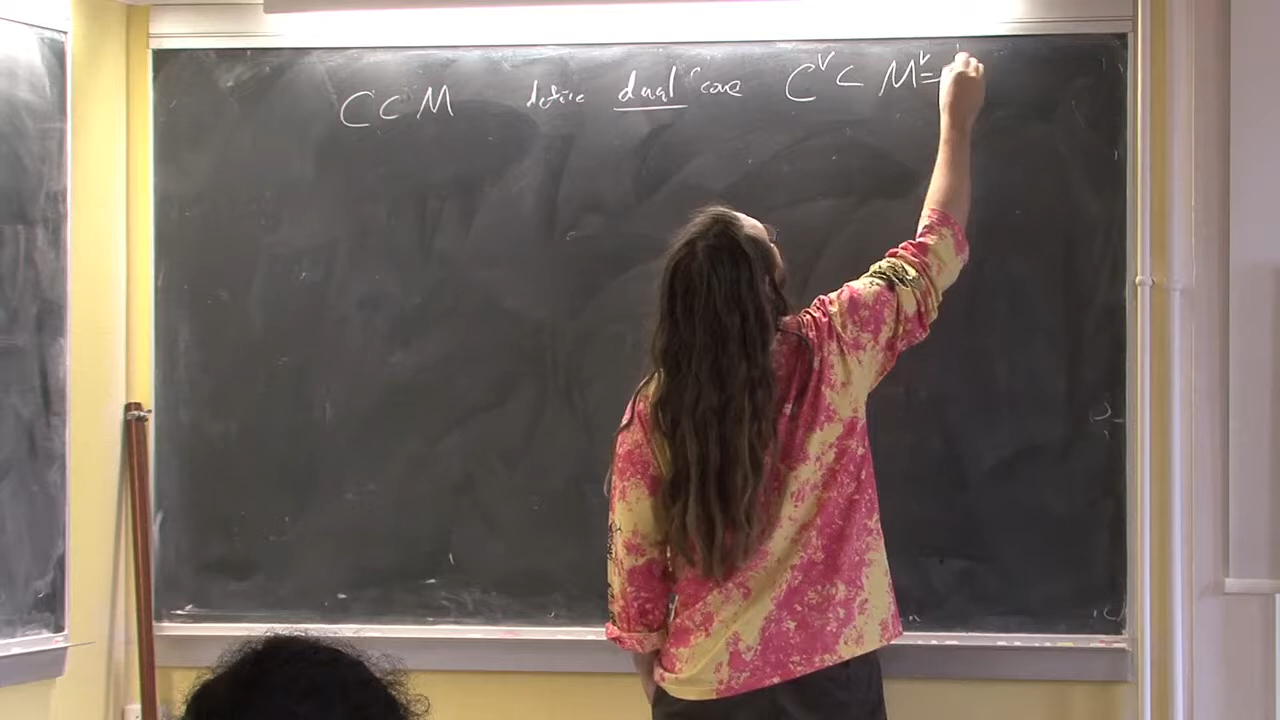 C ⊂ M define dual cone C^∨ ⊂ M^∨ =